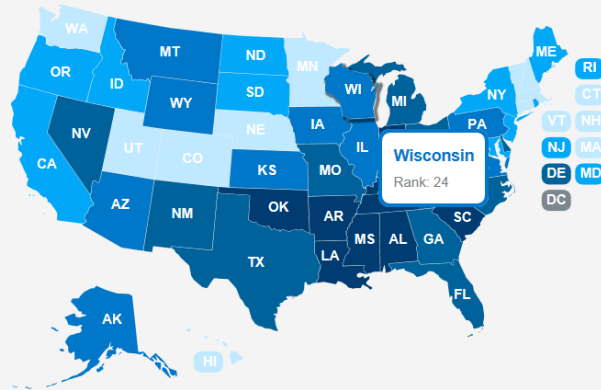 WA
MT
ND
MN
ME
OR
ID
SD
WI
MI
NY
RI
WY
CT
NV
NE
IA
PA
VT NH
UT
CO
IL
Wisconsin
Rank: 24
NJ MA
CA
KS
MO
DE MD
AZ
NM
OK
AR
SC
DC
MS
AL
GA
TX
LA
FL
AK
HI